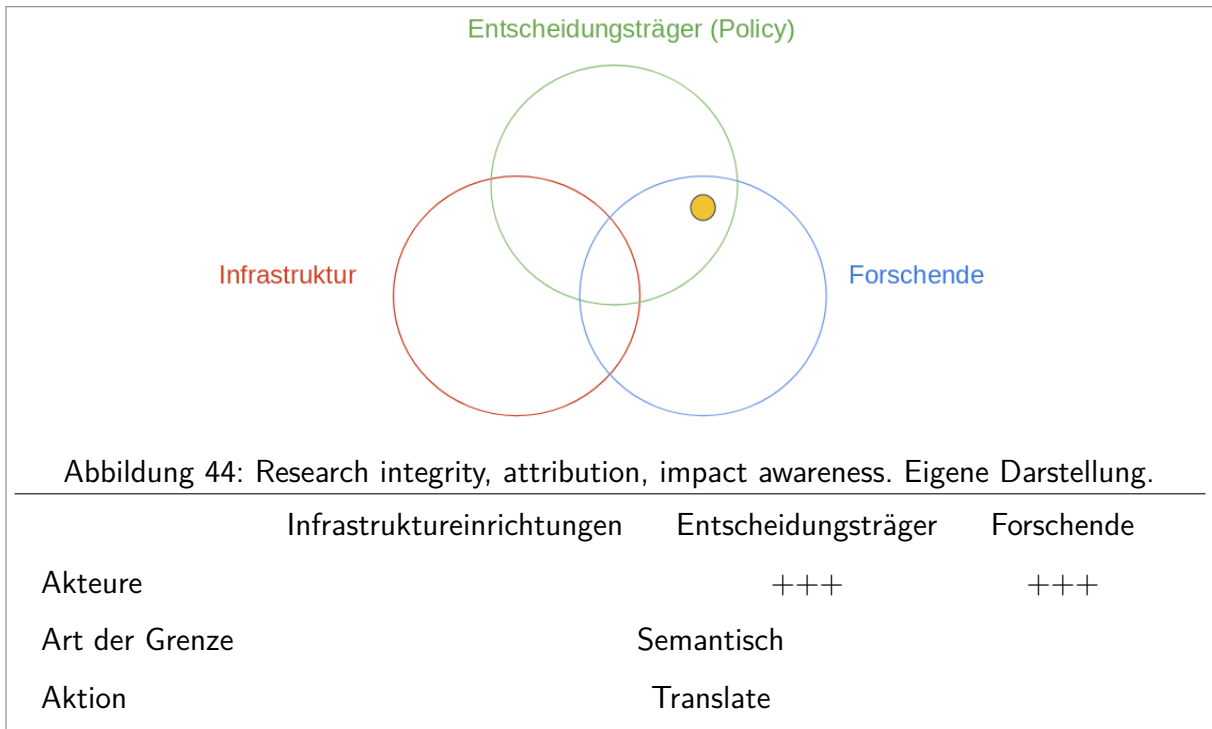 Entscheidungsträger (Policy)
Infrastruktur
Forschende
Abbildung 44: Research integrity, attribution, impact awareness. Eigene Darstellung.
Infrastruktureinrichtungen Entscheidungsträger Forschende
Akteure +++ +++
Art der Grenze Semantisch
Aktion Translate